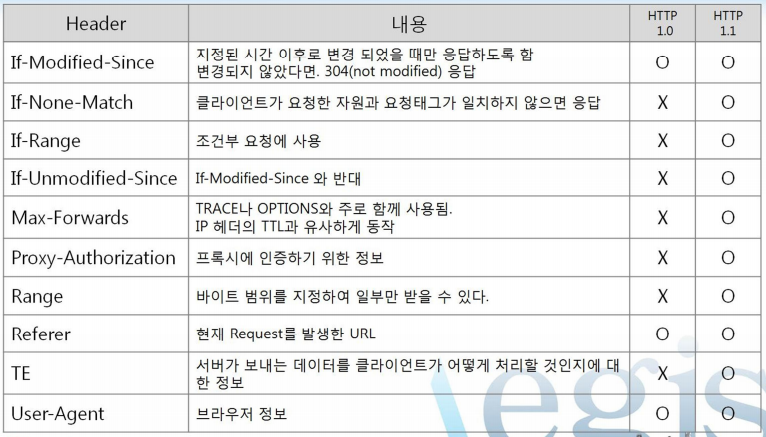 Header 내용 HTTP 1.0 HTTP 1.1
If-Modified-Since 지정된 시간 이후로 변경 되었을 때만 응답하도록 함 O O
변경되지 않았다면. 304(not modified) 응답
If-None-Match 클라이언트가 요청한 자원과 요청태그가 일치하지 않으면 응답 X O
If-Range 조건부 요청에 사용 X O
If-Unmodified-Since If-Modified-Since 와 반대 X O
Max-Forwards TRACE나 OPTIONS와 주로 함께 사용됨. X O
IP 헤더의 TTL과 유사하게 동작
Proxy-Authorization 프록시에 인증하기 위한 정보 X O
Range 바이트 범위를 지정하여 일부만 받을 수 있다. X O
Referer 현재 Request를 발생한 URL O O
TE 서버가 보내는 데이터를 클라이언트가 어떻게 처리할 것인지에 대 X O
한 정보
User-Agent 브라우저 정보 O O